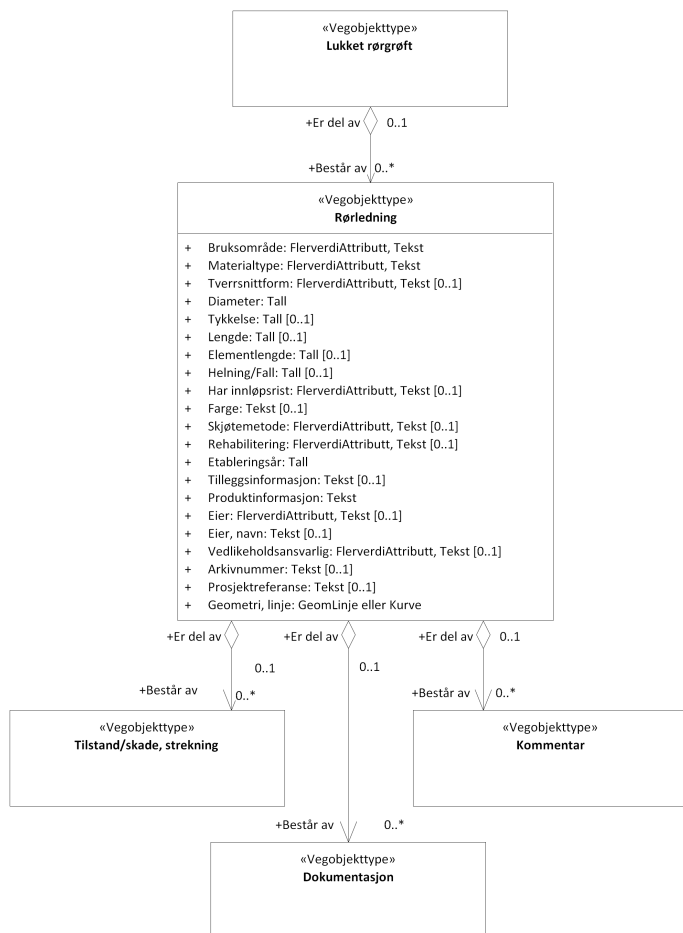 «Vegobjekttype»
Lukket rørgrøft
+Er del av 0..1
+Består av 0..*
«Vegobjekttype»
Rørledning
+ Bruksområde: FlerverdiAttributt, Tekst
+ Materialtype: FlerverdiAttributt, Tekst
+ Tverrsnittform: FlerverdiAttributt, Tekst [0..1]
+ Diameter: Tall
+ Tykkelse: Tall [0..1]
+ Lengde: Tall [0..1]
+ Elementlengde: Tall [0..1]
+ Helning/Fall: Tall [0..1]
+ Har innløpsrist: FlerverdiAttributt, Tekst [0..1]
+ Farge: Tekst [0..1]
+ Skjøtemetode: FlerverdiAttributt, Tekst [0..1]
+ Rehabilitering: FlerverdiAttributt, Tekst [0..1]
+ Etableringsår: Tall
+ Tilleggsinformasjon: Tekst [0..1]
+ Produktinformasjon: Tekst
+ Eier: FlerverdiAttributt, Tekst [0..1]
+ Eier, navn: Tekst [0..1]
+ Vedlikeholdsansvarlig: FlerverdiAttributt, Tekst [0..1]
+ Arkivnummer: Tekst [0..1]
+ Prosjektreferanse: Tekst [0..1]
+ Geometri, linje: GeomLinje eller Kurve
+Er del av +Er del av +Er del av 0..1
0..1 0..1
+Består av 0..* +Består av 0..*
«Vegobjekttype»
Tilstand/skade, strekning
«Vegobjekttype»
Kommentar
+Består av 0..*
«Vegobjekttype»
Dokumentasjon